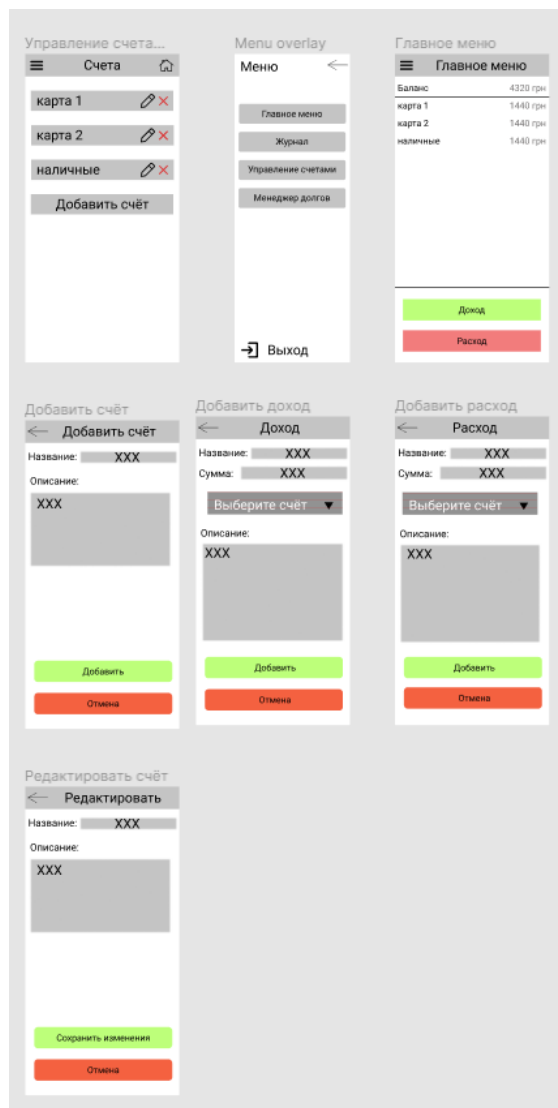 Управление счета...
Счета
карта 1
карта 2
наличные
Добавить счёт
Menu overlay
Меню
Главное меню
Журнал
Управление счетами
Менеджер долгов
Выход
Главное меню
Главное меню
Баланс 4320 грн
карта 1 1440 грн
карта 2 1440 грн
наличные 1440 грн
Доход
Расход
Добавить счёт
Добавить счёт
Название: XXX
Описание:
XXX
Добавить
Отмена
Добавить доход
Доход
Название: XXX
Сумма: XXX
Выберите счёт
Описание:
XXX
Добавить
Отмена
Добавить расход
Расход
Название: XXX
Сумма: XXX
Выберите счёт
Описание:
XXX
Добавить
Отмена
Редактировать счёт
Редактировать
Название: XXX
Описание:
XXX
Сохранить изменения
Отмена